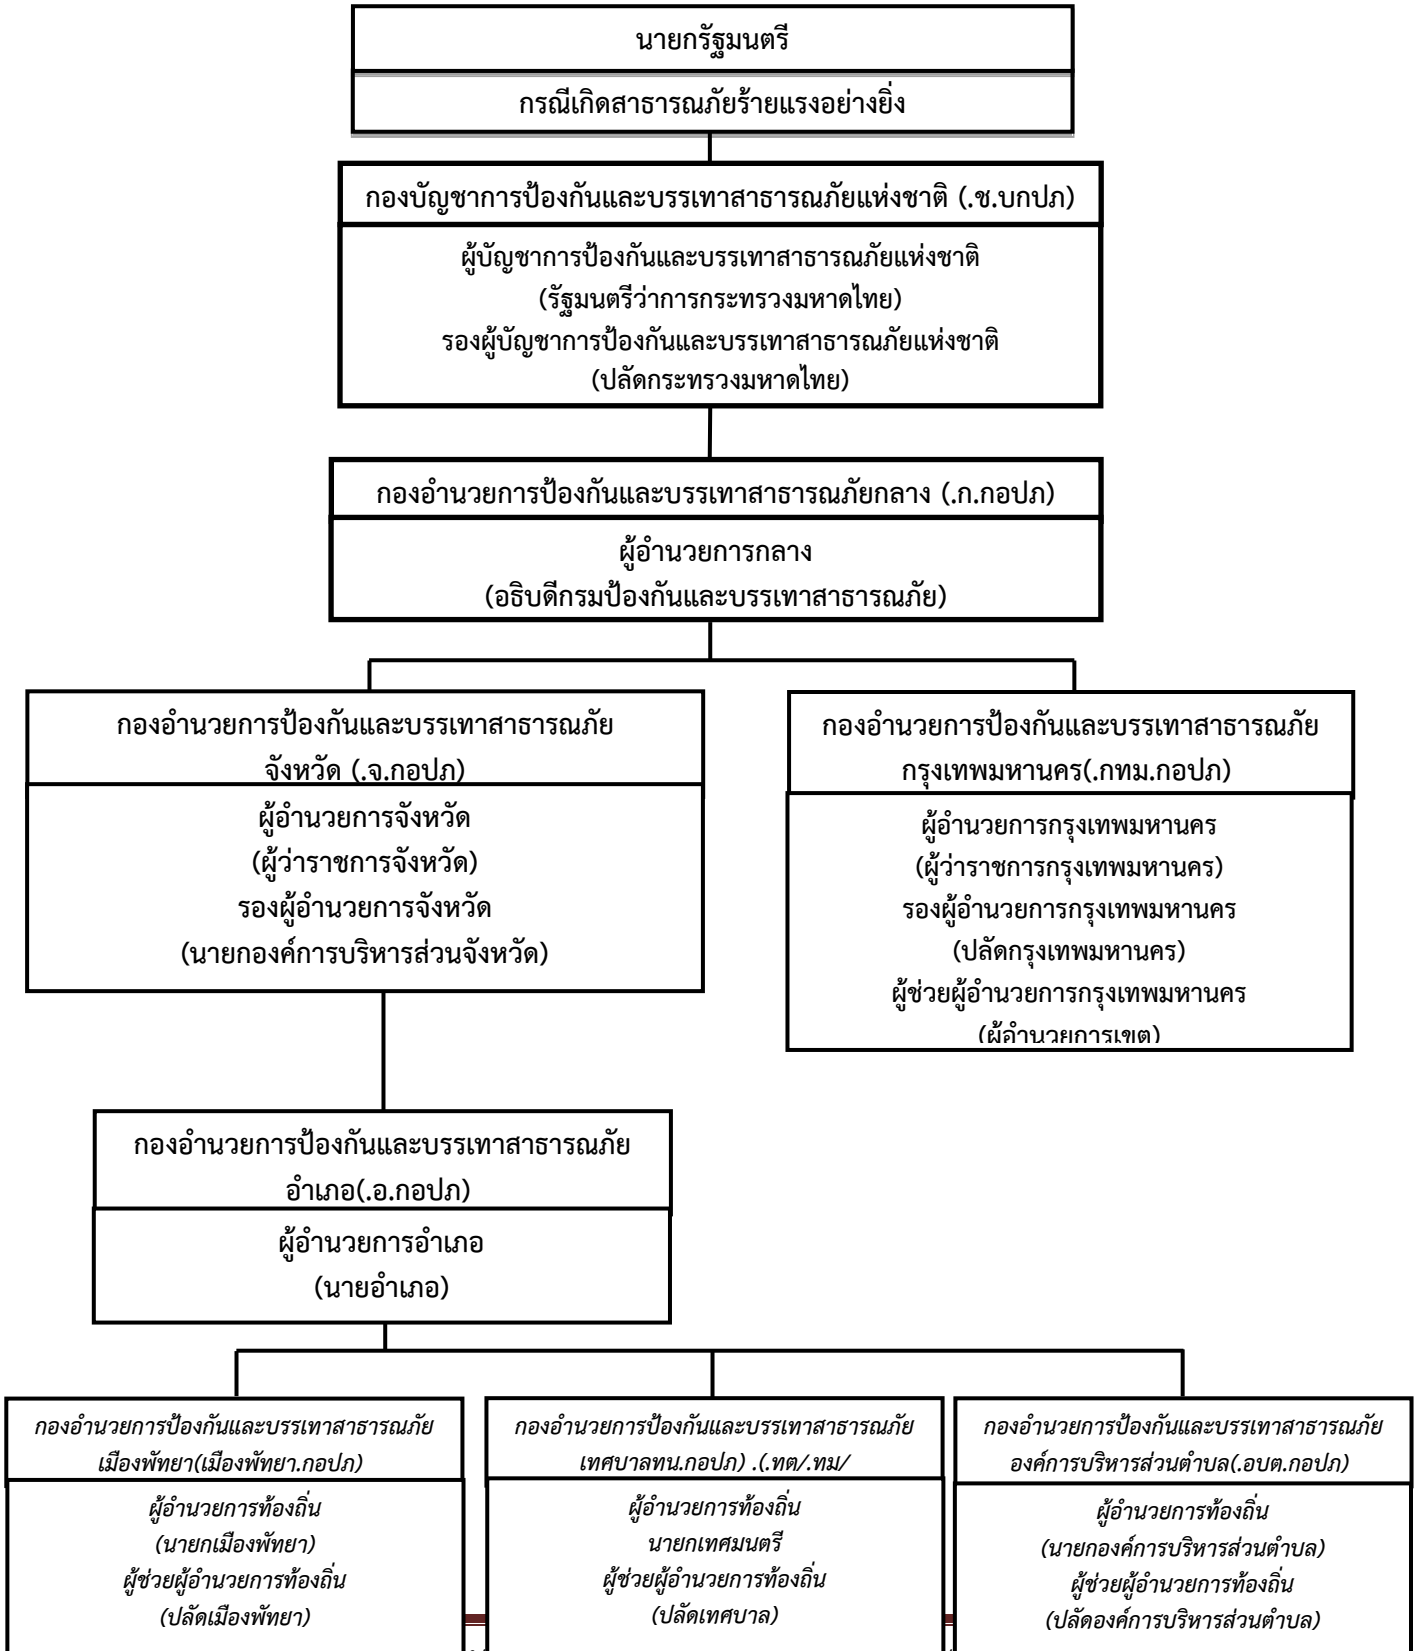 นายกรัฐมนตรี
กรณีเกิดสาธารณภัยร้ายแรงอย่างยิ่ง
กองบัญชาการป้องกันและบรรเทาสาธารณภัยแห่งชาติ (.ช.บกปภ)
ผู้บัญชาการป้องกันและบรรเทาสาธารณภัยแห่งชาติ
(รัฐมนตรีว่าการกระทรวงมหาดไทย)
รองผู้บัญชาการป้องกันและบรรเทาสาธารณภัยแห่งชาติ
(ปลัดกระทรวงมหาดไทย)
กองอำนวยการป้องกันและบรรเทาสาธารณภัยกลาง (.ก.กอปภ)
ผู้อำนวยการกลาง
(อธิบดีกรมป้องกันและบรรเทาสาธารณภัย)
กองอำนวยการป้องกันและบรรเทาสาธารณภัย
จังหวัด (.จ.กอปภ)
ผู้อำนวยการจังหวัด
(ผู้ว่าราชการจังหวัด)
รองผู้อำนวยการจังหวัด
(นายกองค์การบริหารส่วนจังหวัด)
กองอำนวยการป้องกันและบรรเทาสาธารณภัย
กรุงเทพมหานคร(.กทม.กอปภ)
ผู้อำนวยการกรุงเทพมหานคร
(ผู้ว่าราชการกรุงเทพมหานคร)
รองผู้อำนวยการกรุงเทพมหานคร
(ปลัดกรุงเทพมหานคร)
ผู้ช่วยผู้อำนวยการกรุงเทพมหานคร
(ผู้อำนวยการเขต)
กองอำนวยการป้องกันและบรรเทาสาธารณภัย
อำเภอ(.อ.กอปภ)
ผู้อำนวยการอำเภอ
(นายอำเภอ)
กองอำนวยการป้องกันและบรรเทาสาธารณภัย
เมืองพัทยา(เมืองพัทยา.กอปภ)
ผู้อำนวยการท้องถิ่น
(นายกเมืองพัทยา)
ผู้ช่วยผู้อำนวยการท้องถิ่น
(ปลัดเมืองพัทยา)
กองอำนวยการป้องกันและบรรเทาสาธารณภัย
เทศบาลทน.กอปภ) .(.ทต/.ทม/
ผู้อำนวยการท้องถิ่น
นายกเทศมนตรี
ผู้ช่วยผู้อำนวยการท้องถิ่น
(ปลัดเทศบาล)
กองอำนวยการป้องกันและบรรเทาสาธารณภัย
องค์การบริหารส่วนตำบล(.อบต.กอปภ)
ผู้อำนวยการท้องถิ่น
(นายกองค์การบริหารส่วนตำบล)
ผู้ช่วยผู้อำนวยการท้องถิ่น
(ปลัดองค์การบริหารส่วนตำบล)